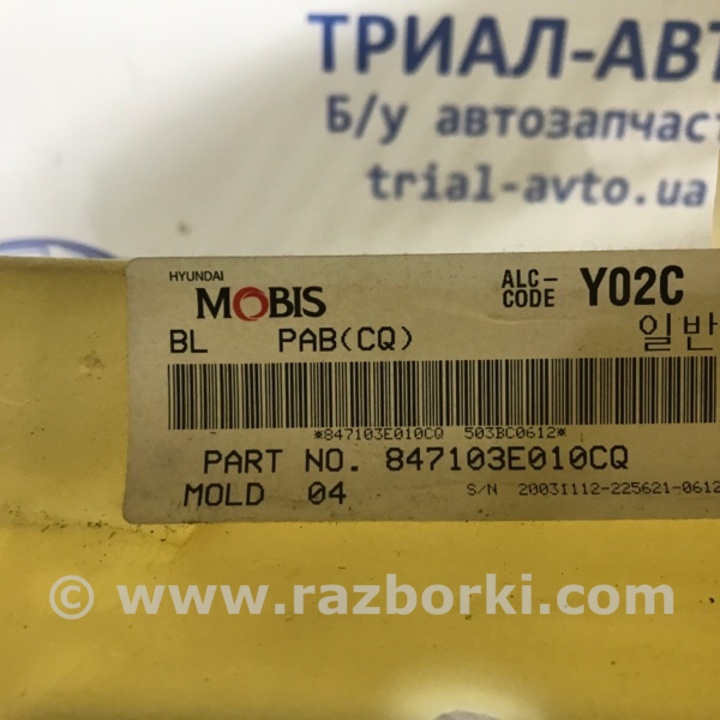 ТРИАЛ-АВТ
Б/у автозапчаст
trial-avto.ua
HYUNDAI
MOBIS
ALC-
CODE Y02C
BL PAB(CQ) 일반
*847103E010CQ 503BC0612*
PART NO. 847103E010CQ
MOLD 04 S/N 20031112-225621-0612
© www.razborki.com